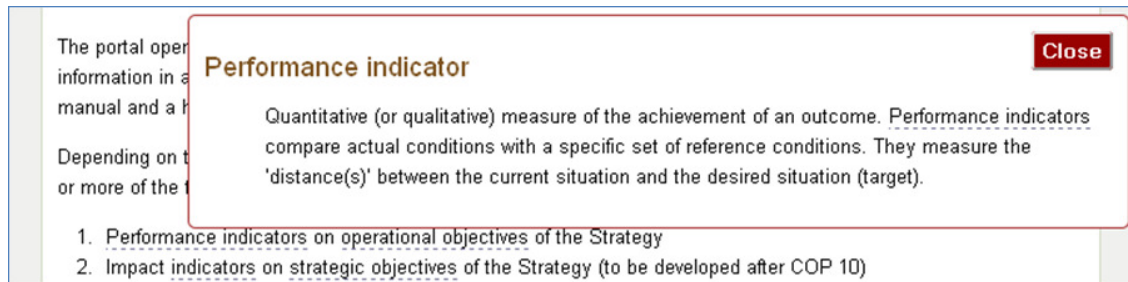 The portal oper
information in a
manual and a h
Depending on t
or more of the
Close
Performance indicator
Quantitative (or qualitative) measure of the achievement of an outcome. Performance indicators
compare actual conditions with a specific set of reference conditions. They measure the
'distance(s)' between the current situation and the desired situation (target).
1. Performance indicators on operational objectives of the Strategy
2. Impact indicators on strategic objectives of the Strategy (to be developed after COP 10)